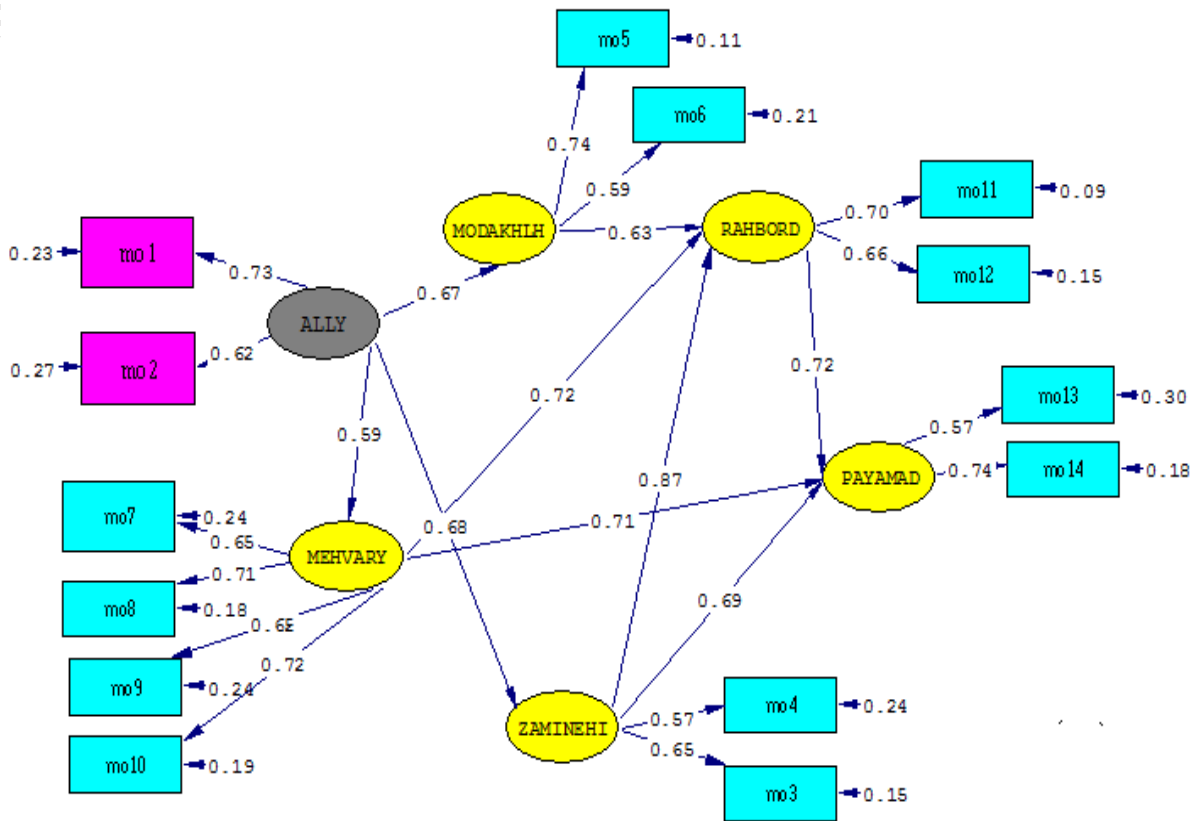 mo5
0.11
mo6
0.21
0.74
0.59
mo11
0.09
MODAKHLH
0.63
RAHBORD
0.70
0.66
mo12
0.15
0.23
mo1
0.73
0.67
ALLY
0.27
mo2
0.62
0.59
0.72
0.72
mo13
0.30
0.57
PAYAMAD
0.74
mo14
0.18
mo7
0.24
0.65
0.68
0.87
0.71
MEHVARY
0.71
mo8
0.18
0.69
mo9
0.24
0.72
mo10
0.19
ZAMINEHI
0.57
mo4
0.24
0.65
mo3
0.15